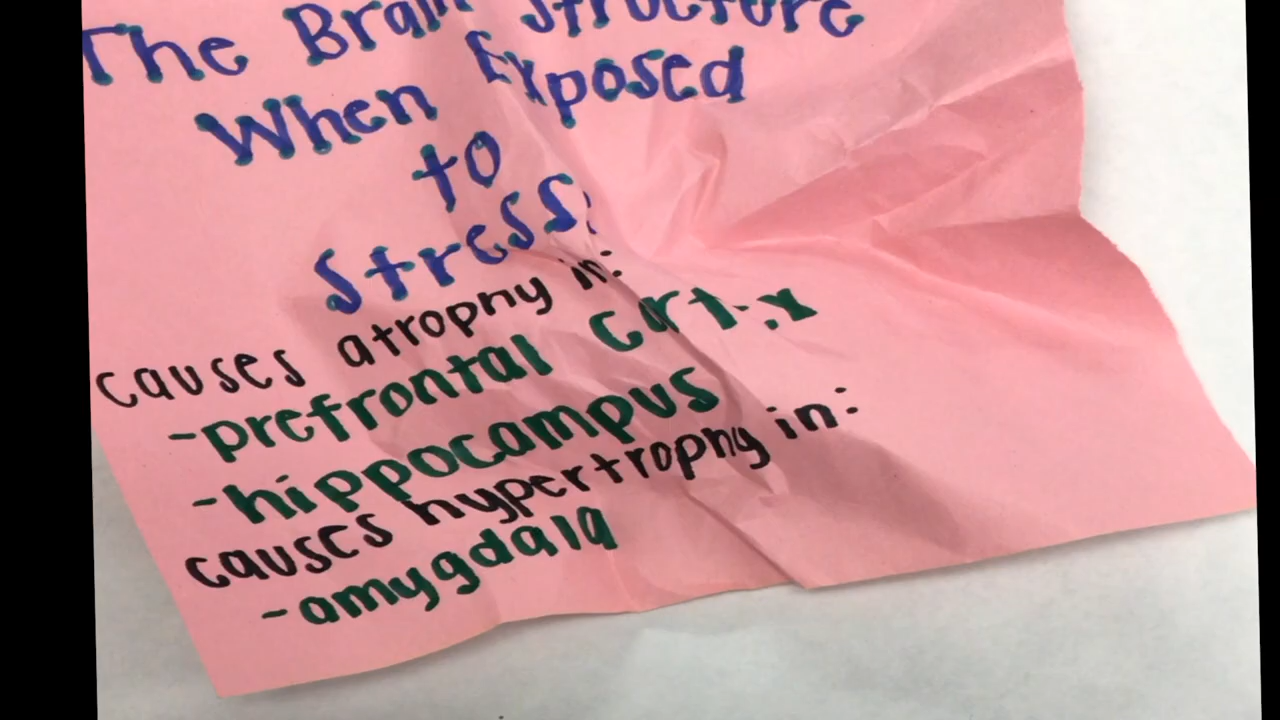 The Brain Structure
When Exposed
to
Stress?
causes atrophy in:
-prefrontal cortex
-hippocampus
causes hypertrophy in:
-amygdala